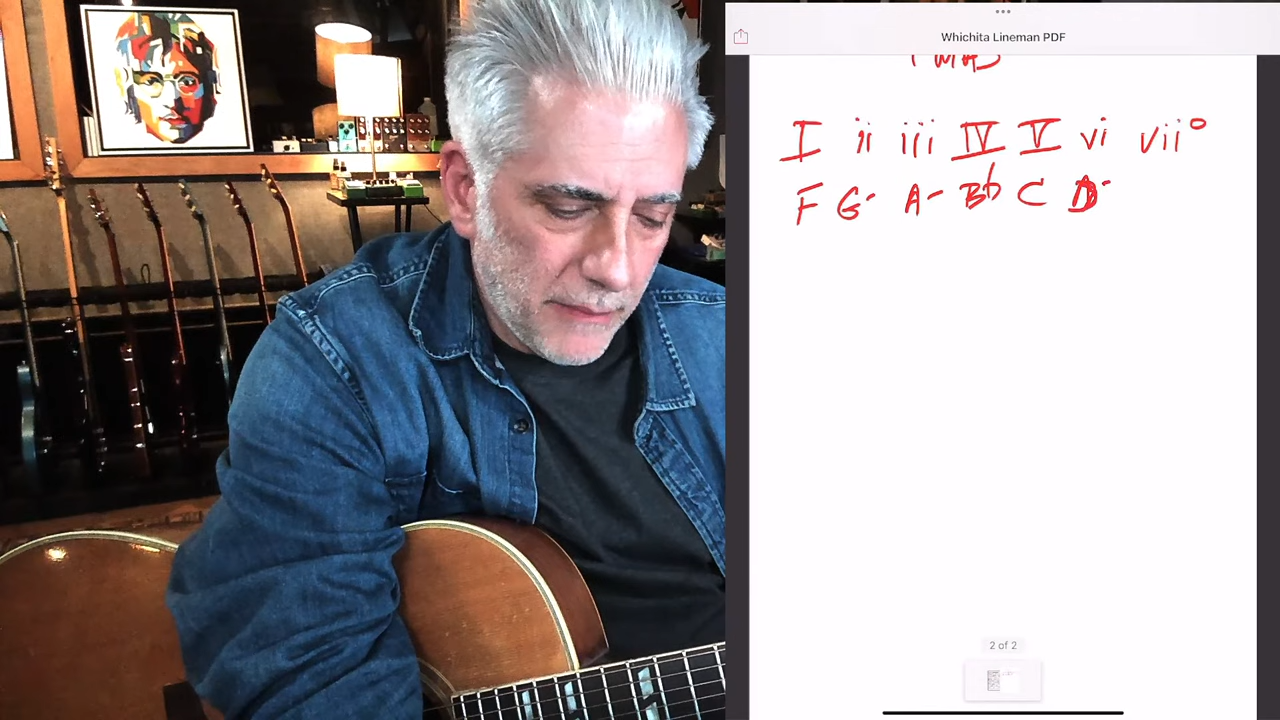 Whichita Lineman PDF
I ii iii IV V vi vii°
F G- A- Bb C D-
2 of 2